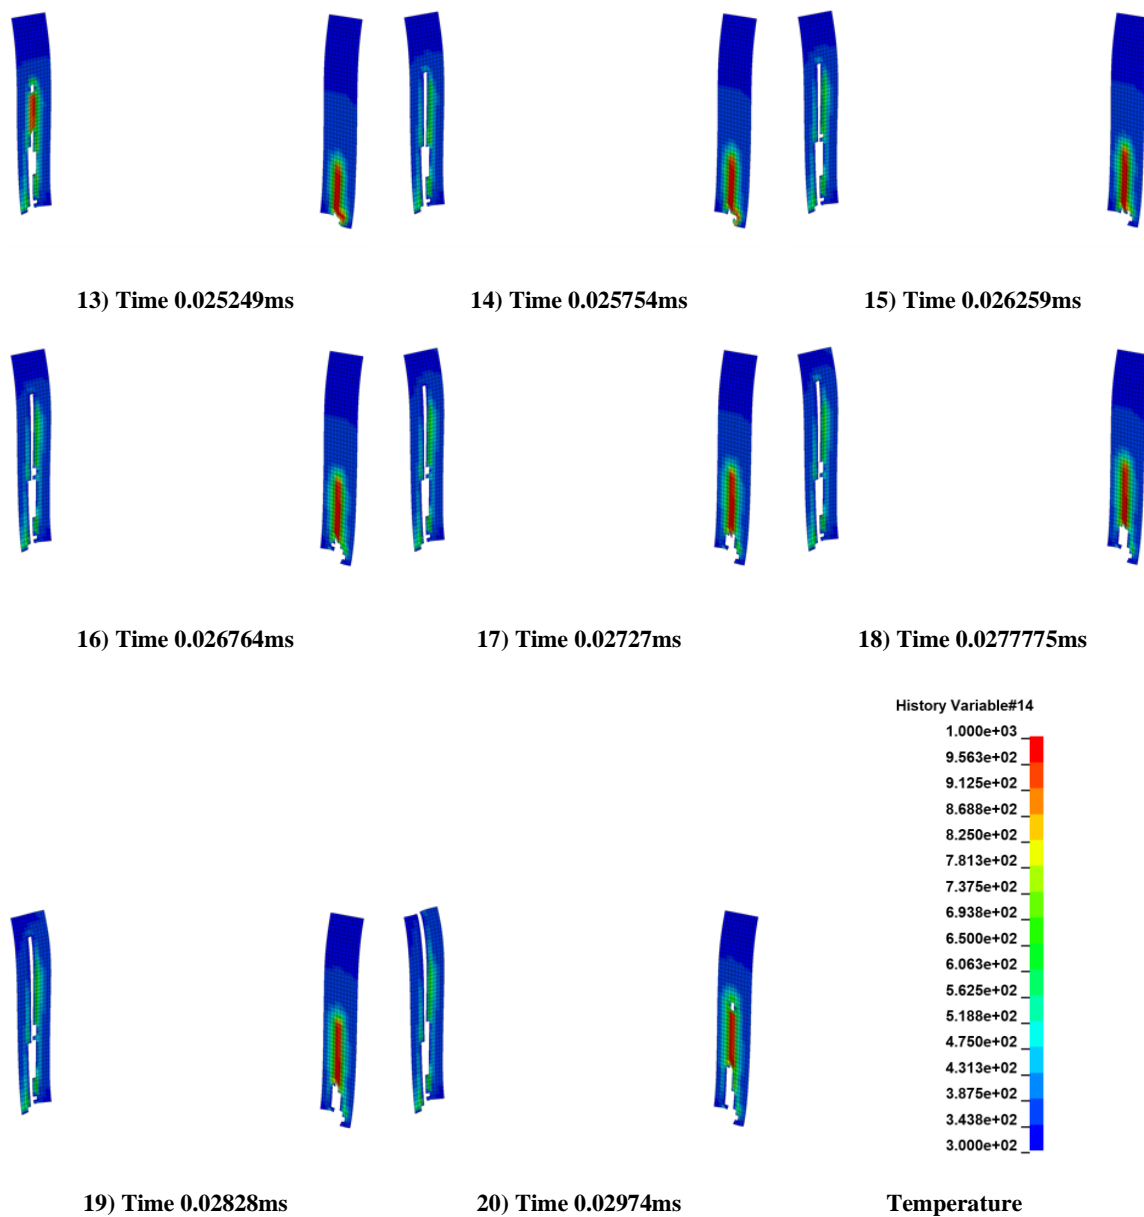 13) Time 0.025249ms
14) Time 0.025754ms
15) Time 0.026259ms
16) Time 0.026764ms
17) Time 0.02727ms
18) Time 0.0277775ms
History Variable#14
1.000e+03
9.563e+02
9.125e+02
8.688e+02
8.250e+02
7.813e+02
7.375e+02
6.938e+02
6.500e+02
6.063e+02
5.625e+02
5.188e+02
4.750e+02
4.313e+02
3.875e+02
3.438e+02
3.000e+02
19) Time 0.02828ms
20) Time 0.02974ms
Temperature